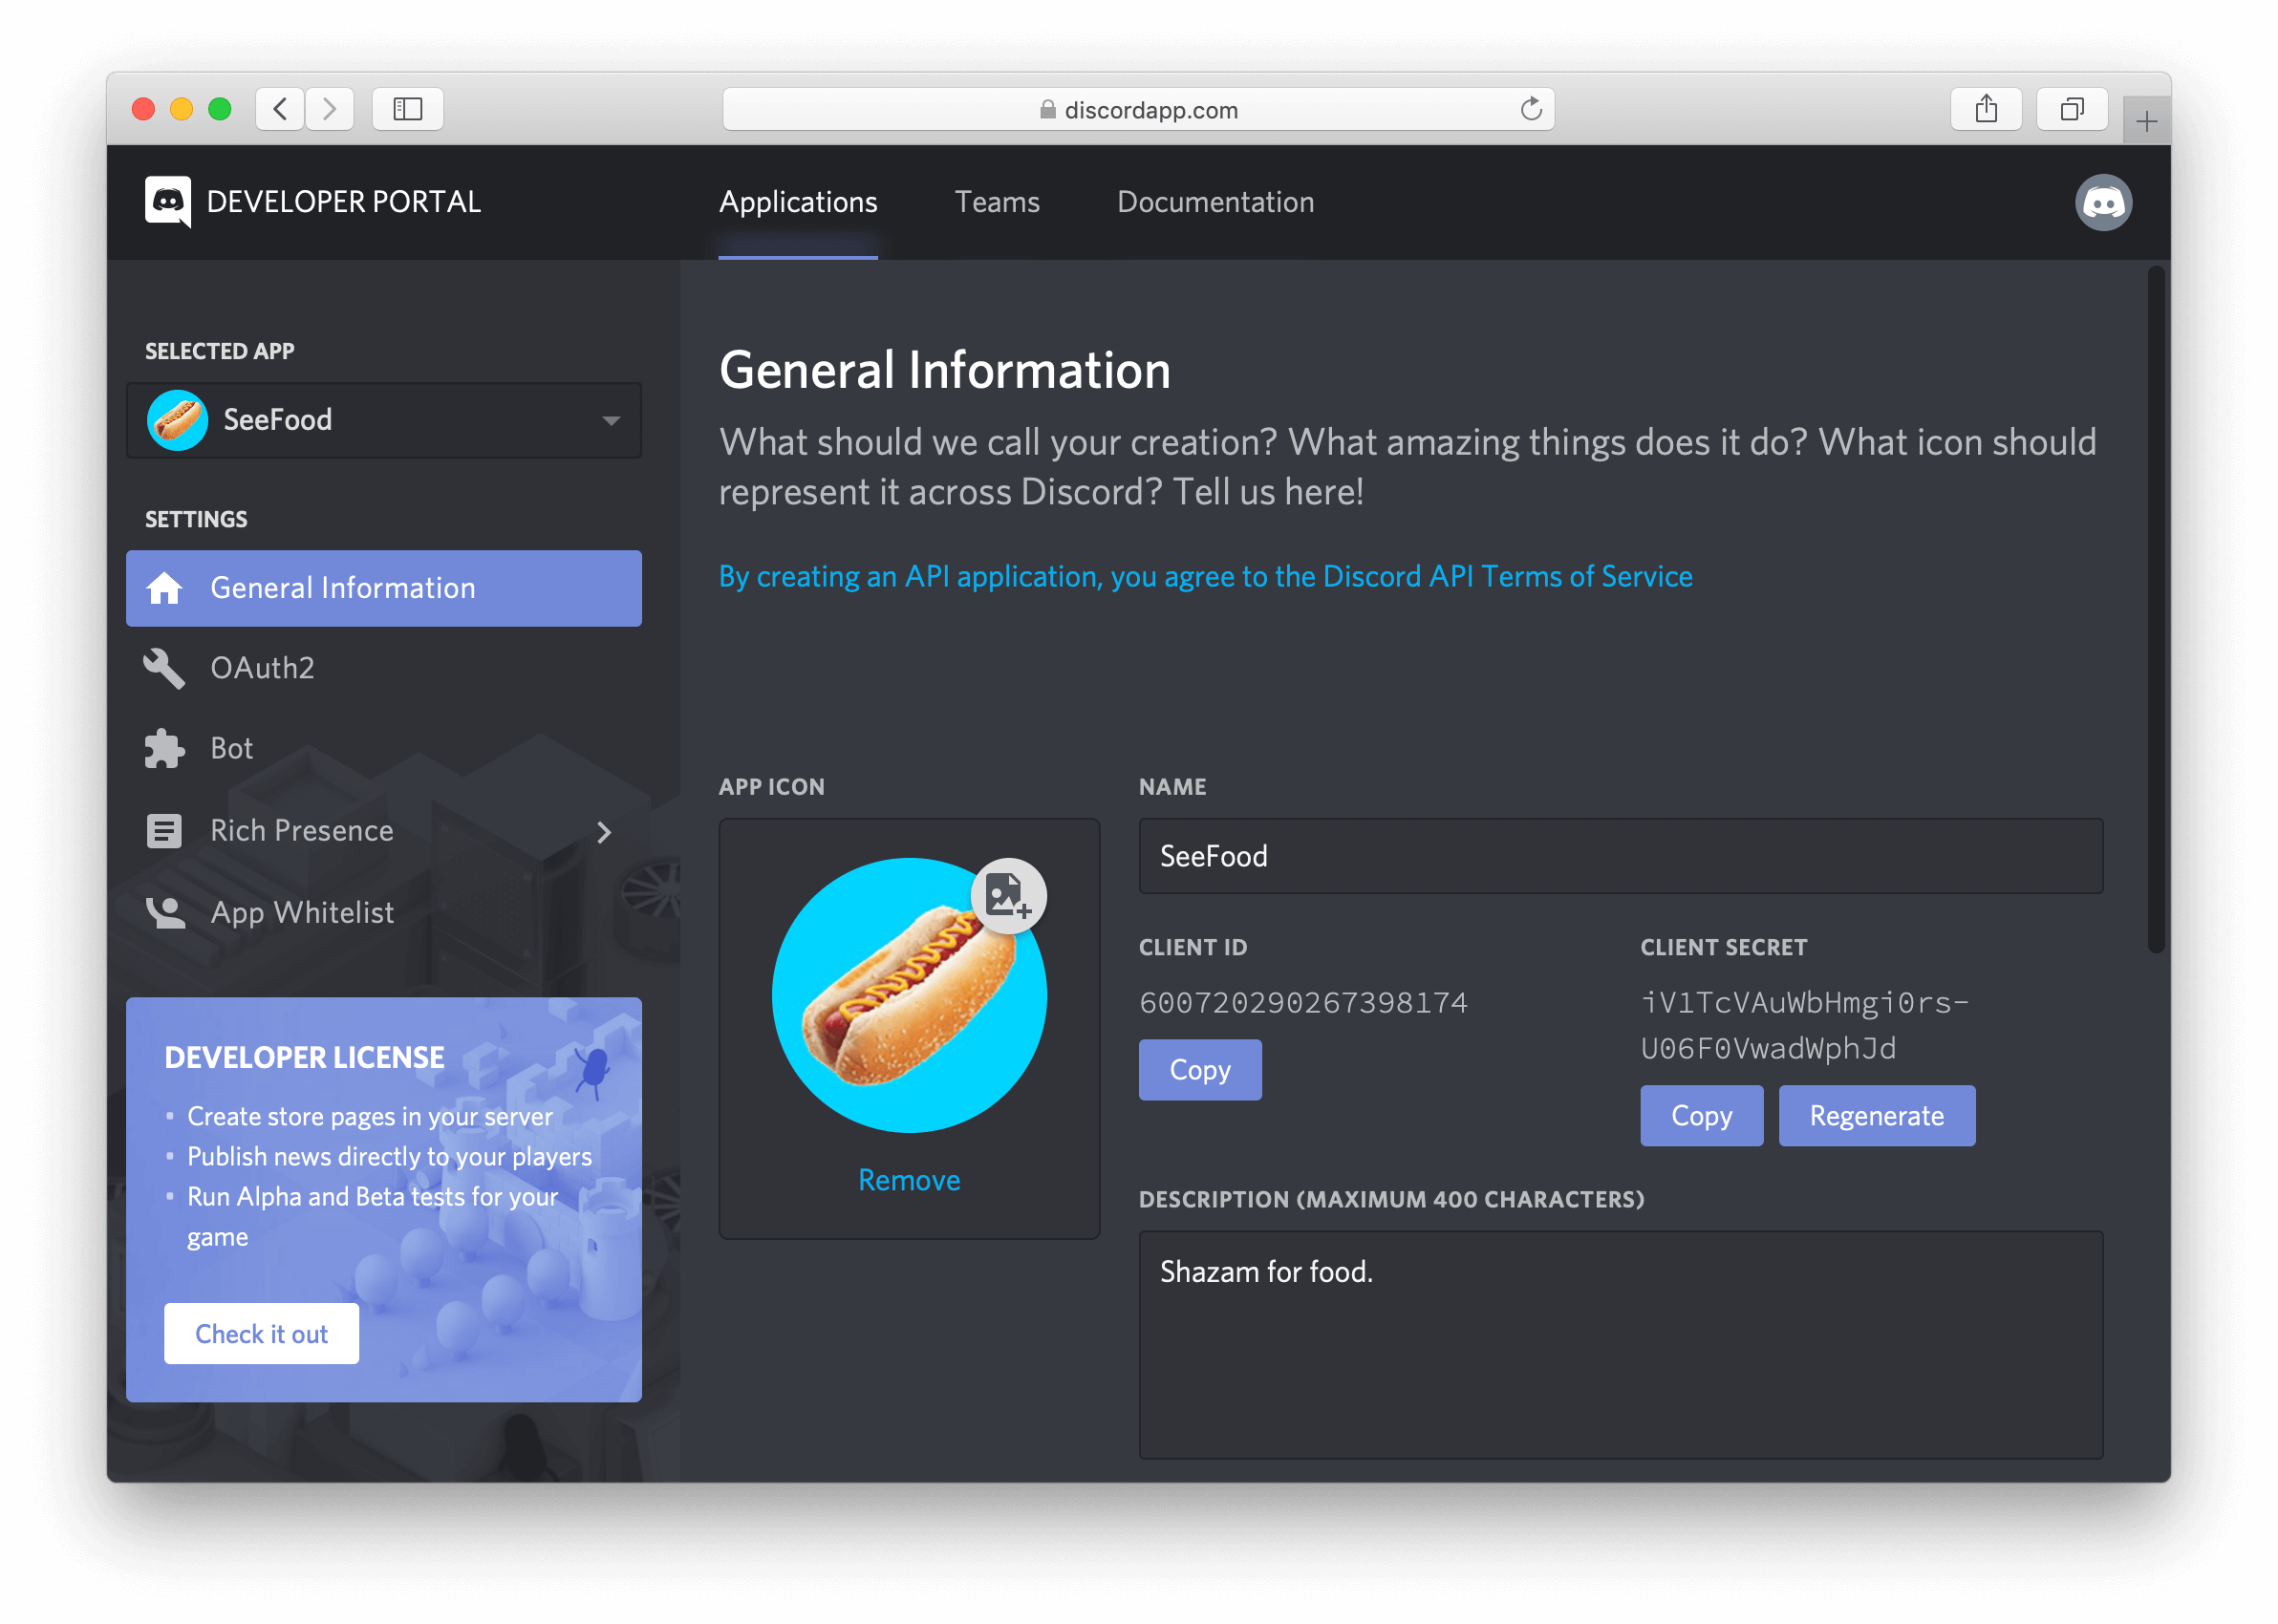 discordapp.com
DEVELOPER PORTAL
Applications
Teams
Documentation
SELECTED APP
SeeFood
SETTINGS
General Information
OAuth2
Bot
Rich Presence
App Whitelist
DEVELOPER LICENSE
• Create store pages in your server
• Publish news directly to your players
• Run Alpha and Beta tests for your
game
Check it out
General Information
What should we call your creation? What amazing things does it do? What icon should
represent it across Discord? Tell us here!
By creating an API application, you agree to the Discord API Terms of Service
APP ICON
Remove
NAME
SeeFood
CLIENT ID
600720290267398174
Copy
CLIENT SECRET
iV1TcVAuWbHmgi0rs-
U06F0VwadWphJd
Copy
Regenerate
DESCRIPTION (MAXIMUM 400 CHARACTERS)
Shazam for food.